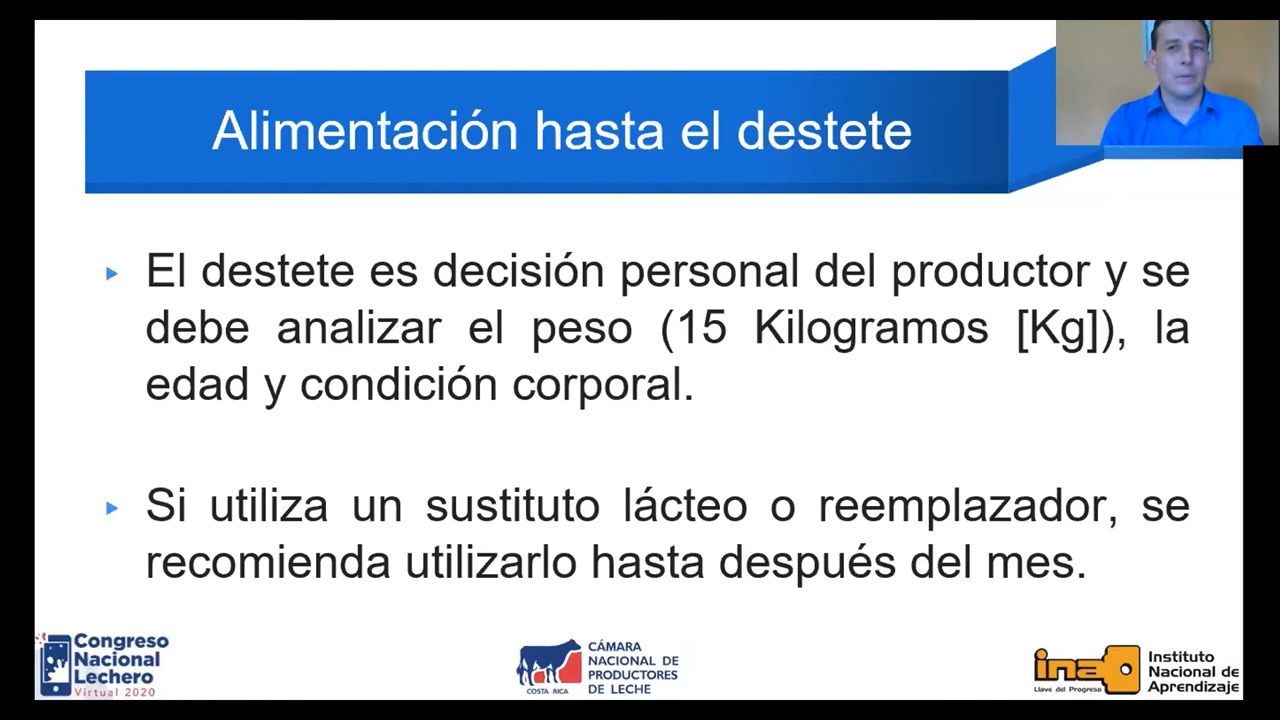 Alimentación hasta el destete
El destete es decisión personal del productor y se
debe analizar el peso (15 Kilogramos [Kg]), la
edad y condición corporal.
Si utiliza un sustituto lácteo o reemplazador, se
recomienda utilizarlo hasta después del mes.
Congreso
Nacional
Lechero
Virtual 2020
CÁMARA
NACIONAL DE
PRODUCTORES
DE LECHE
COSTA RICA
ina
Llave del Progreso
Instituto
Nacional de
Aprendizaje